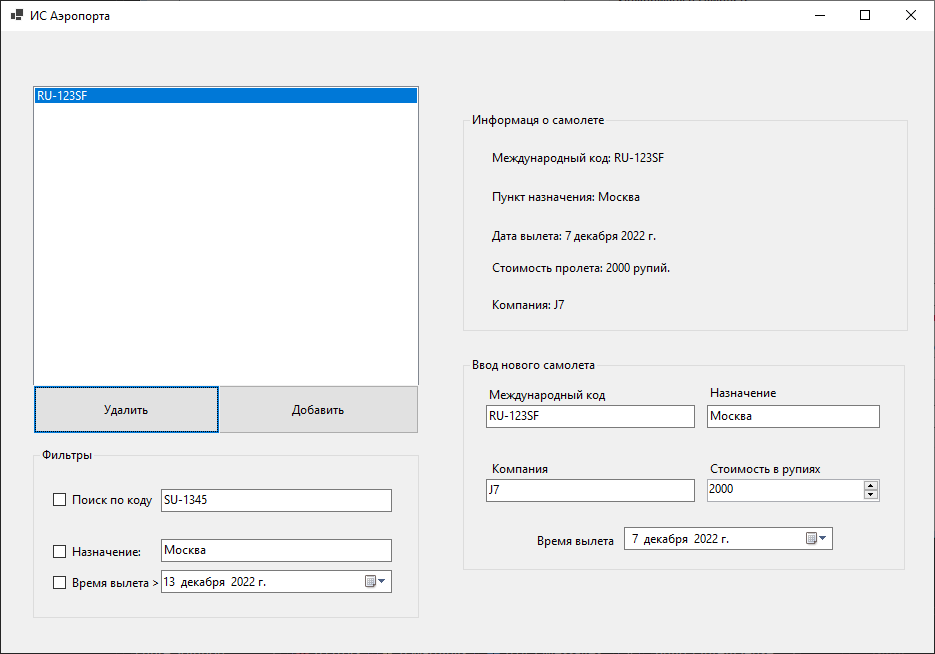 ИС Аэропорта
RU-123SF
Удалить
Добавить
Фильтры
Поиск по коду SU-1345
Назначение: Москва
Время вылета > 13 декабря 2022 г.
Информаця о самолете
Международный код: RU-123SF
Пункт назначения: Москва
Дата вылета: 7 декабря 2022 г.
Стоимость пролета: 2000 рупий.
Компания: J7
Ввод нового самолета
Международный код
RU-123SF
Назначение
Москва
Компания
J7
Стоимость в рупиях
2000
Время вылета 7 декабря 2022 г.